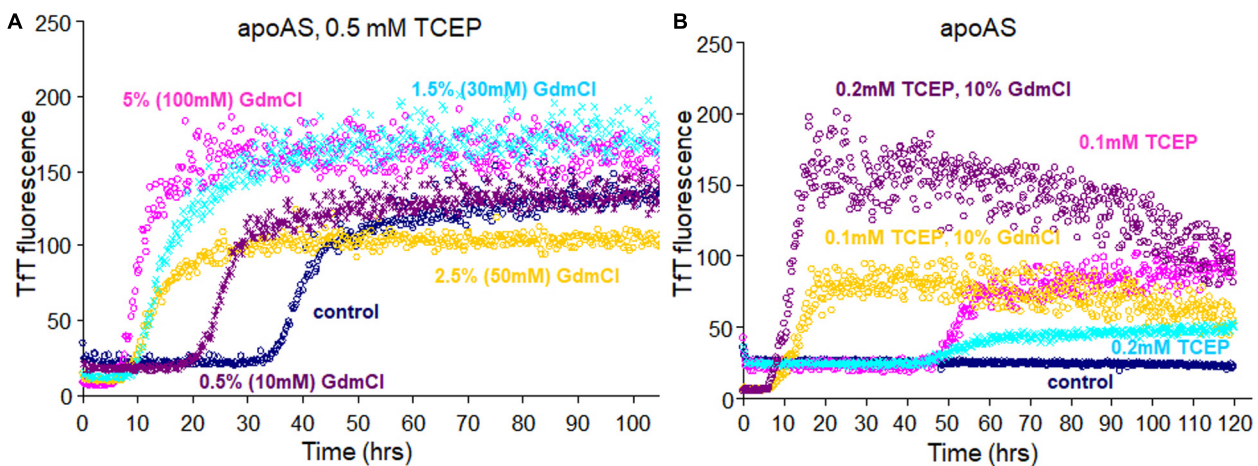 A
apoAS, 0.5 mM TCEP
TfT fluorescence
250
200
150
100
50
0
5% (100mM) GdmCl
1.5% (30mM) GdmCl
2.5% (50mM) GdmCl
control
0.5% (10mM) GdmCl
0 10 20 30 40 50 60 70 80 90 100
Time (hrs)
B
apoAS
TfT fluorescence
250
200
150
100
50
0
0.2mM TCEP, 10% GdmCl
0.1mM TCEP
0.1mM TCEP, 10% GdmCl
0.2mM TCEP
control
0 10 20 30 40 50 60 70 80 90 100 110 120
Time (hrs)